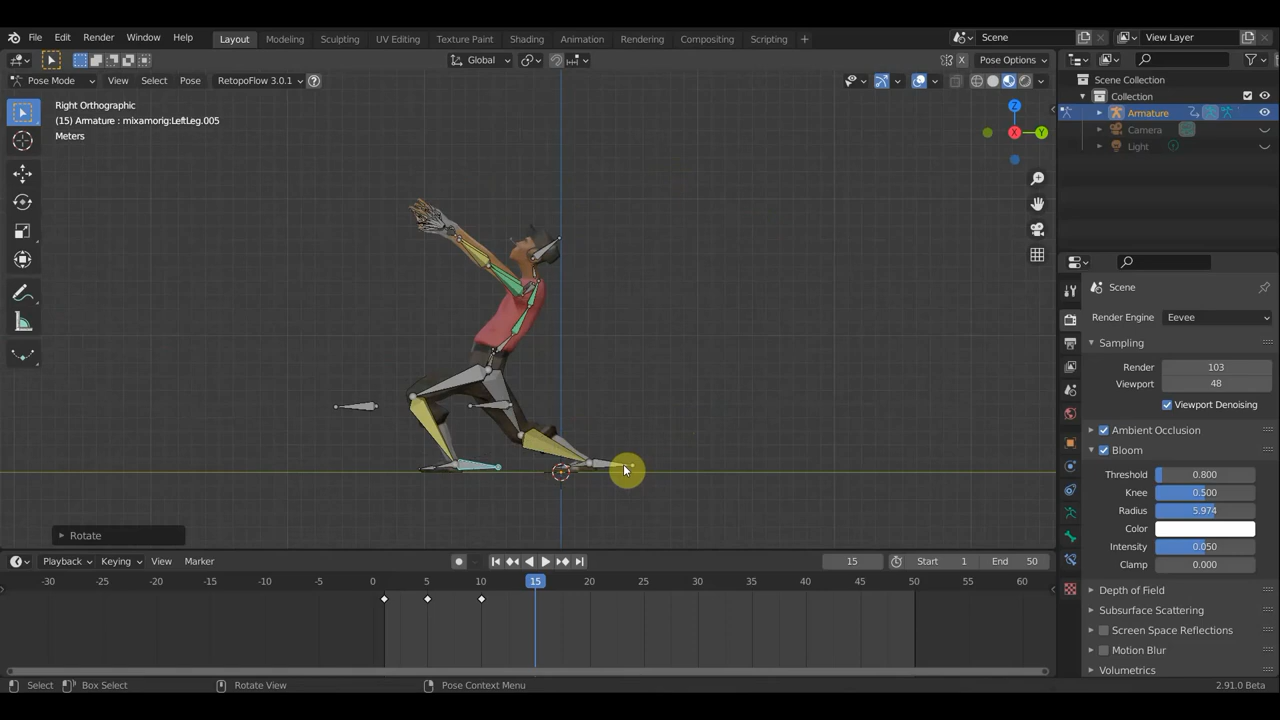 File Edit Render Window Help Layout Modeling Sculpting UV Editing Texture Paint Shading Animation Rendering Compositing Scripting + Scene View Layer
Global Pose Options
Pose Mode View Select Pose RetopoFlow 3.0.1
Right Orthographic
(15) Armature : mixamorig:LeftLeg.005
Meters
Rotate
Scene Collection
Collection
Armature
Camera
Light
Scene
Render Engine Eevee
Sampling
Render 103
Viewport 48
Viewport Denoising
Ambient Occlusion
Bloom
Threshold 0.800
Knee 0.500
Radius 5.974
Color
Intensity 0.050
Clamp 0.000
Depth of Field
Subsurface Scattering
Screen Space Reflections
Motion Blur
Volumetrics
Playback Keying View Marker 15 Start 1 End 50
-30 -25 -20 -15 -10 -5 0 5 10 15 20 25 30 35 40 45 50 55 60
Select Box Select Rotate View Pose Context Menu 2.91.0 Beta